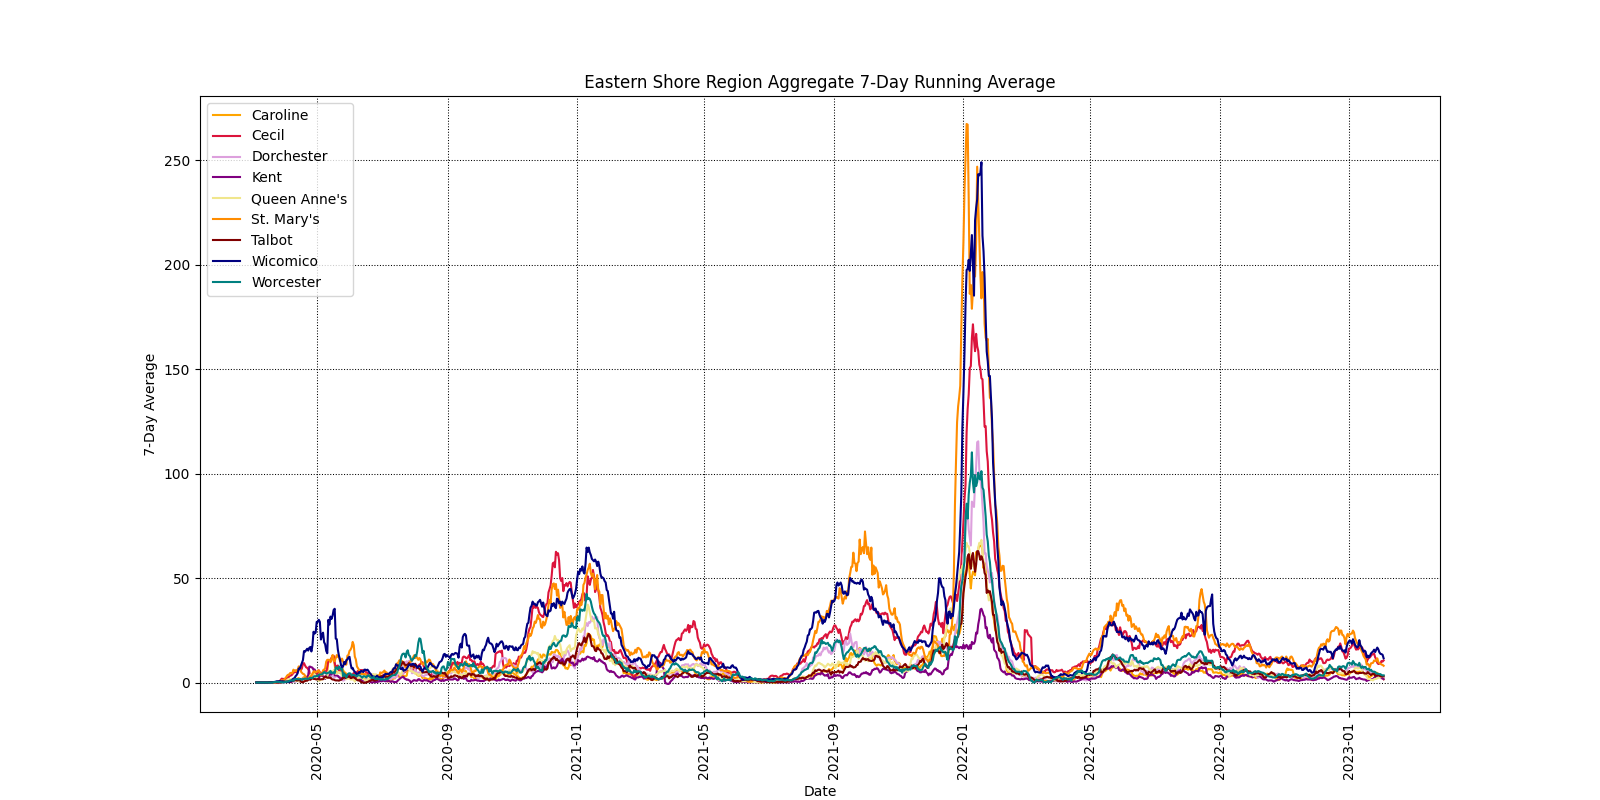 Eastern Shore Region Aggregate 7-Day Running Average
Caroline
Cecil
Dorchester
Kent
Queen Anne's
St. Mary's
Talbot
Wicomico
Worcester
250
200
150
100
50
0
7-Day Average
2020-05
2020-09
2021-01
2021-05
2021-09
2022-01
2022-05
2022-09
2023-01
Date